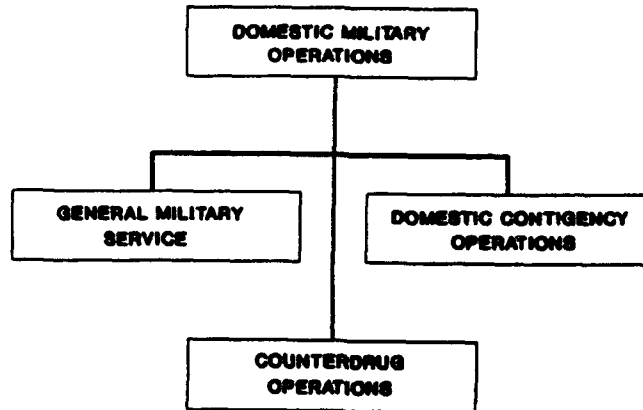 DOMESTIC MILITARY
OPERATIONS
GENERAL MILITARY
SERVICE
DOMESTIC CONTIGENCY
OPERATIONS
COUNTERDRUG
OPERATIONS